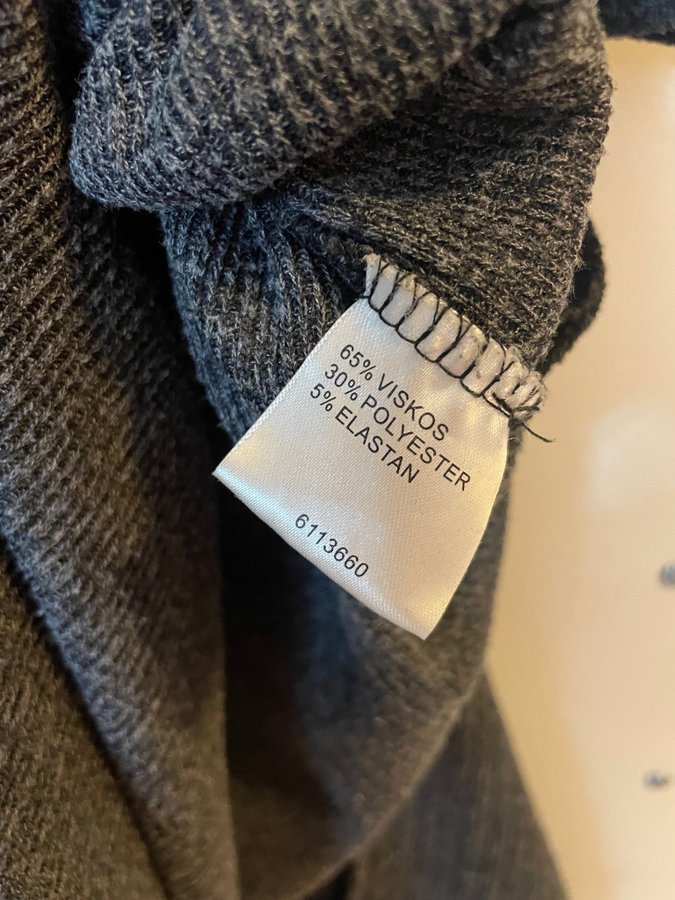 65% VISKOS
30% POLYESTER
5% ELASTAN
6113660